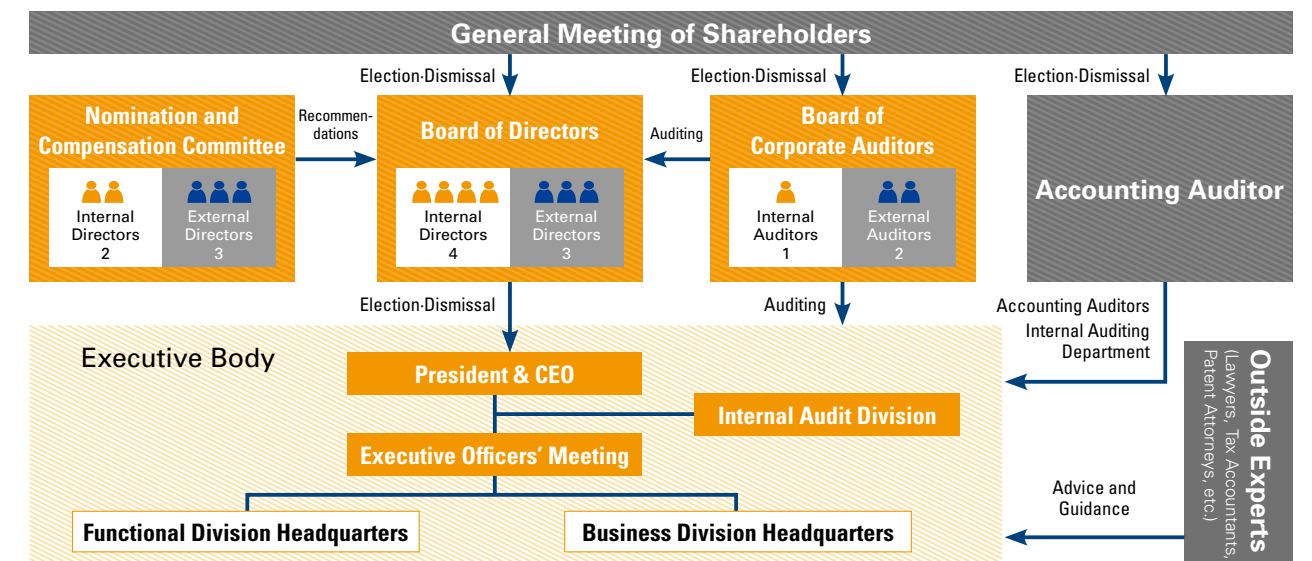 General Meeting of Shareholders
Election·Dismissal
Election·Dismissal
Election·Dismissal
Nomination and
Compensation Committee
Internal
Directors
2
External
Directors
3
Recommen-
dations
Board of Directors
Internal
Directors
4
External
Directors
3
Auditing
Board of
Corporate Auditors
Internal
Auditors
1
External
Auditors
2
Accounting Auditor
Election·Dismissal
Auditing
Accounting Auditors
Internal Auditing
Department
Executive Body
President & CEO
Internal Audit Division
Executive Officers’ Meeting
Functional Division Headquarters
Business Division Headquarters
Advice and
Guidance
Outside Experts
(Lawyers, Tax Accountants,
Patent Attorneys, etc.)